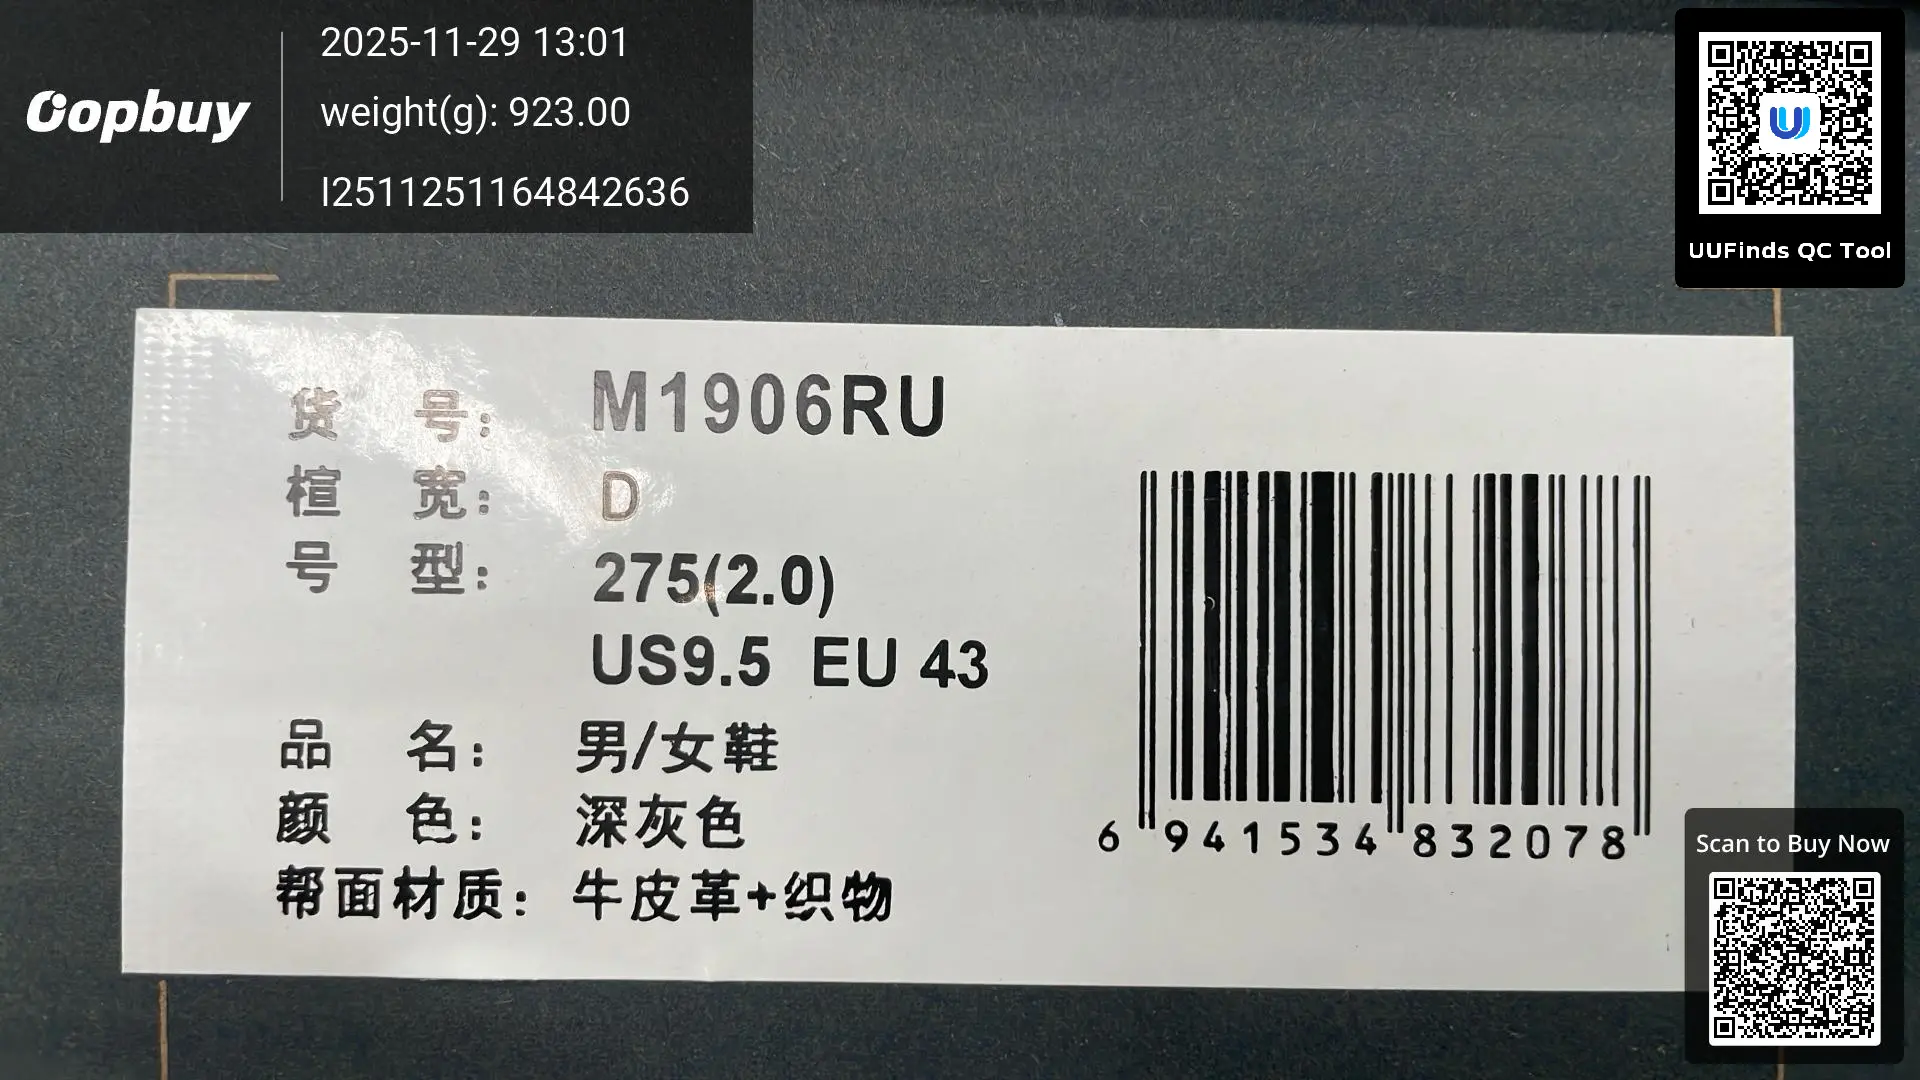 Oopbuy
2025-11-29 13:01
weight(g): 923.00
I2511251164842636
UUFinds QC Tool
货号: M1906RU
楦宽: D
号型: 275(2.0)
US9.5 EU 43
品名: 男/女鞋
颜色: 深灰色
帮面材质: 牛皮革+织物
6 941534 832078
Scan to Buy Now